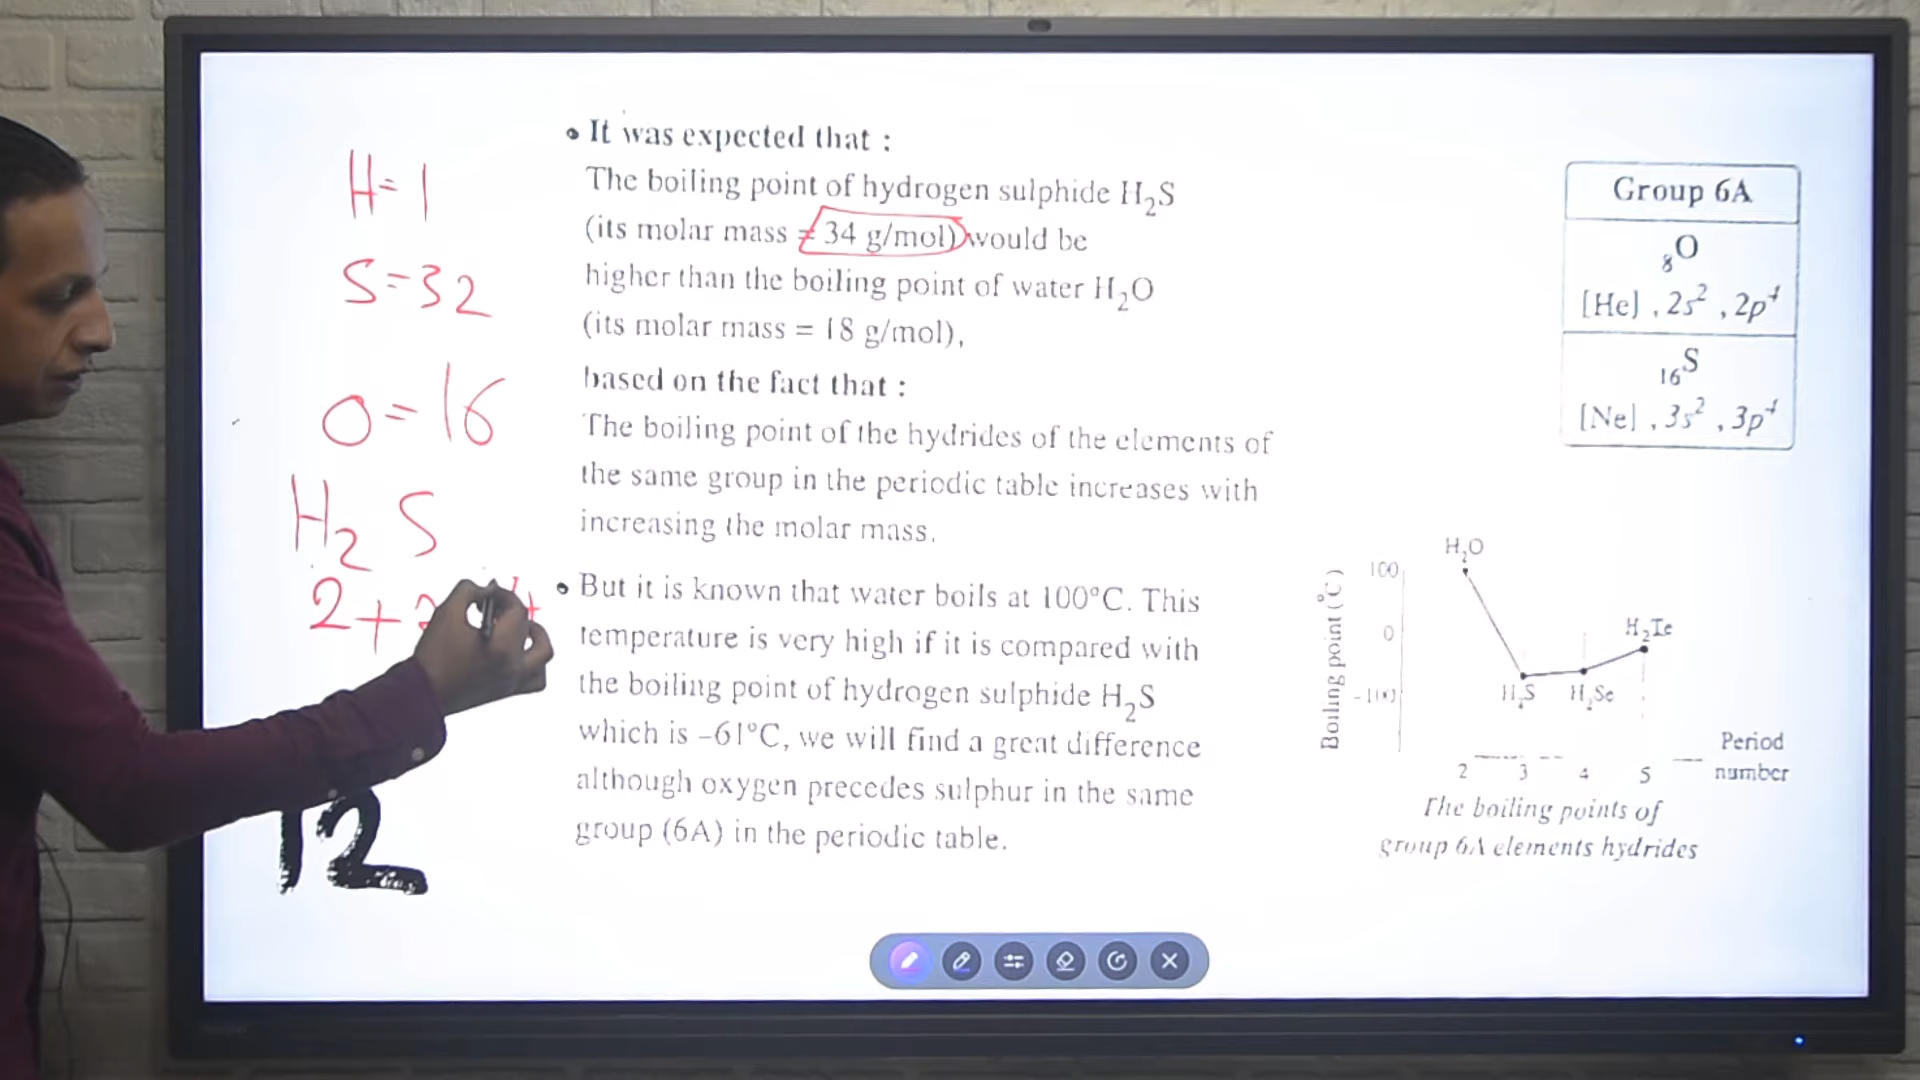 H = 1
S = 32
O = 16
H2 S
2 +
12
• It was expected that :
The boiling point of hydrogen sulphide H2S
(its molar mass = 34 g/mol) would be
higher than the boiling point of water H2O
(its molar mass = 18 g/mol),
based on the fact that :
The boiling point of the hydrides of the elements of
the same group in the periodic table increases with
increasing the molar mass.
• But it is known that water boils at 100°C. This
temperature is very high if it is compared with
the boiling point of hydrogen sulphide H2S
which is –61°C, we will find a great difference
although oxygen precedes sulphur in the same
group (6A) in the periodic table.
Group 6A
8O
[He] , 2s2 , 2p4
16S
[Ne] , 3s2 , 3p4
Boiling point (°C)
100
0
-100
H2O
H2S
H2Se
H2Te
2 3 4 5
Period
number
The boiling points of
group 6A elements hydrides